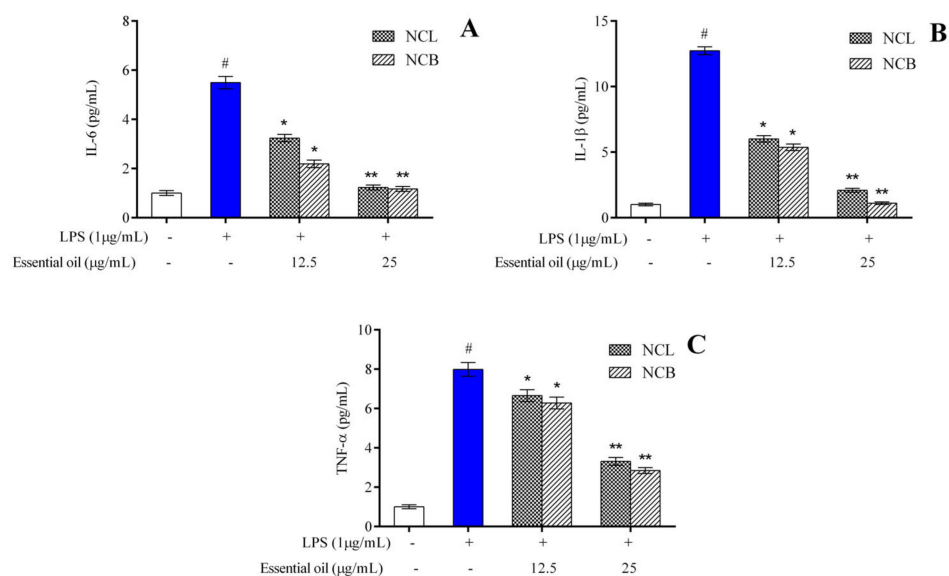 A
NCL
NCB
IL-6 (pg/mL)
8
6
4
2
0
#
*
*
**
**
LPS (1μg/mL) - + + +
Essential oil (μg/mL) - - 12.5 25
B
NCL
NCB
IL-1β (pg/mL)
15
10
5
0
#
*
*
**
**
LPS (1μg/mL) - + + +
Essential oil (μg/mL) - - 12.5 25
C
NCL
NCB
TNF-α (pg/mL)
10
8
6
4
2
0
#
*
*
**
**
LPS (1μg/mL) - + + +
Essential oil (μg/mL) - - 12.5 25